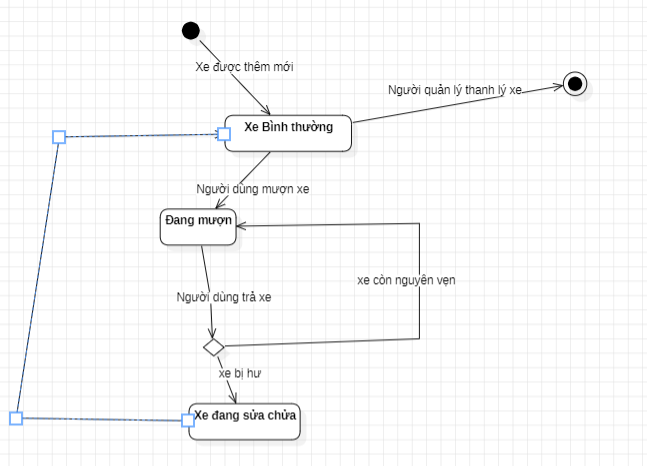 Xe được thêm mới
Người quản lý thanh lý xe
Xe Bình thường
Người dùng mượn xe
Đang mượn
xe còn nguyên vẹn
Người dùng trả xe
xe bị hư
Xe đang sửa chửa